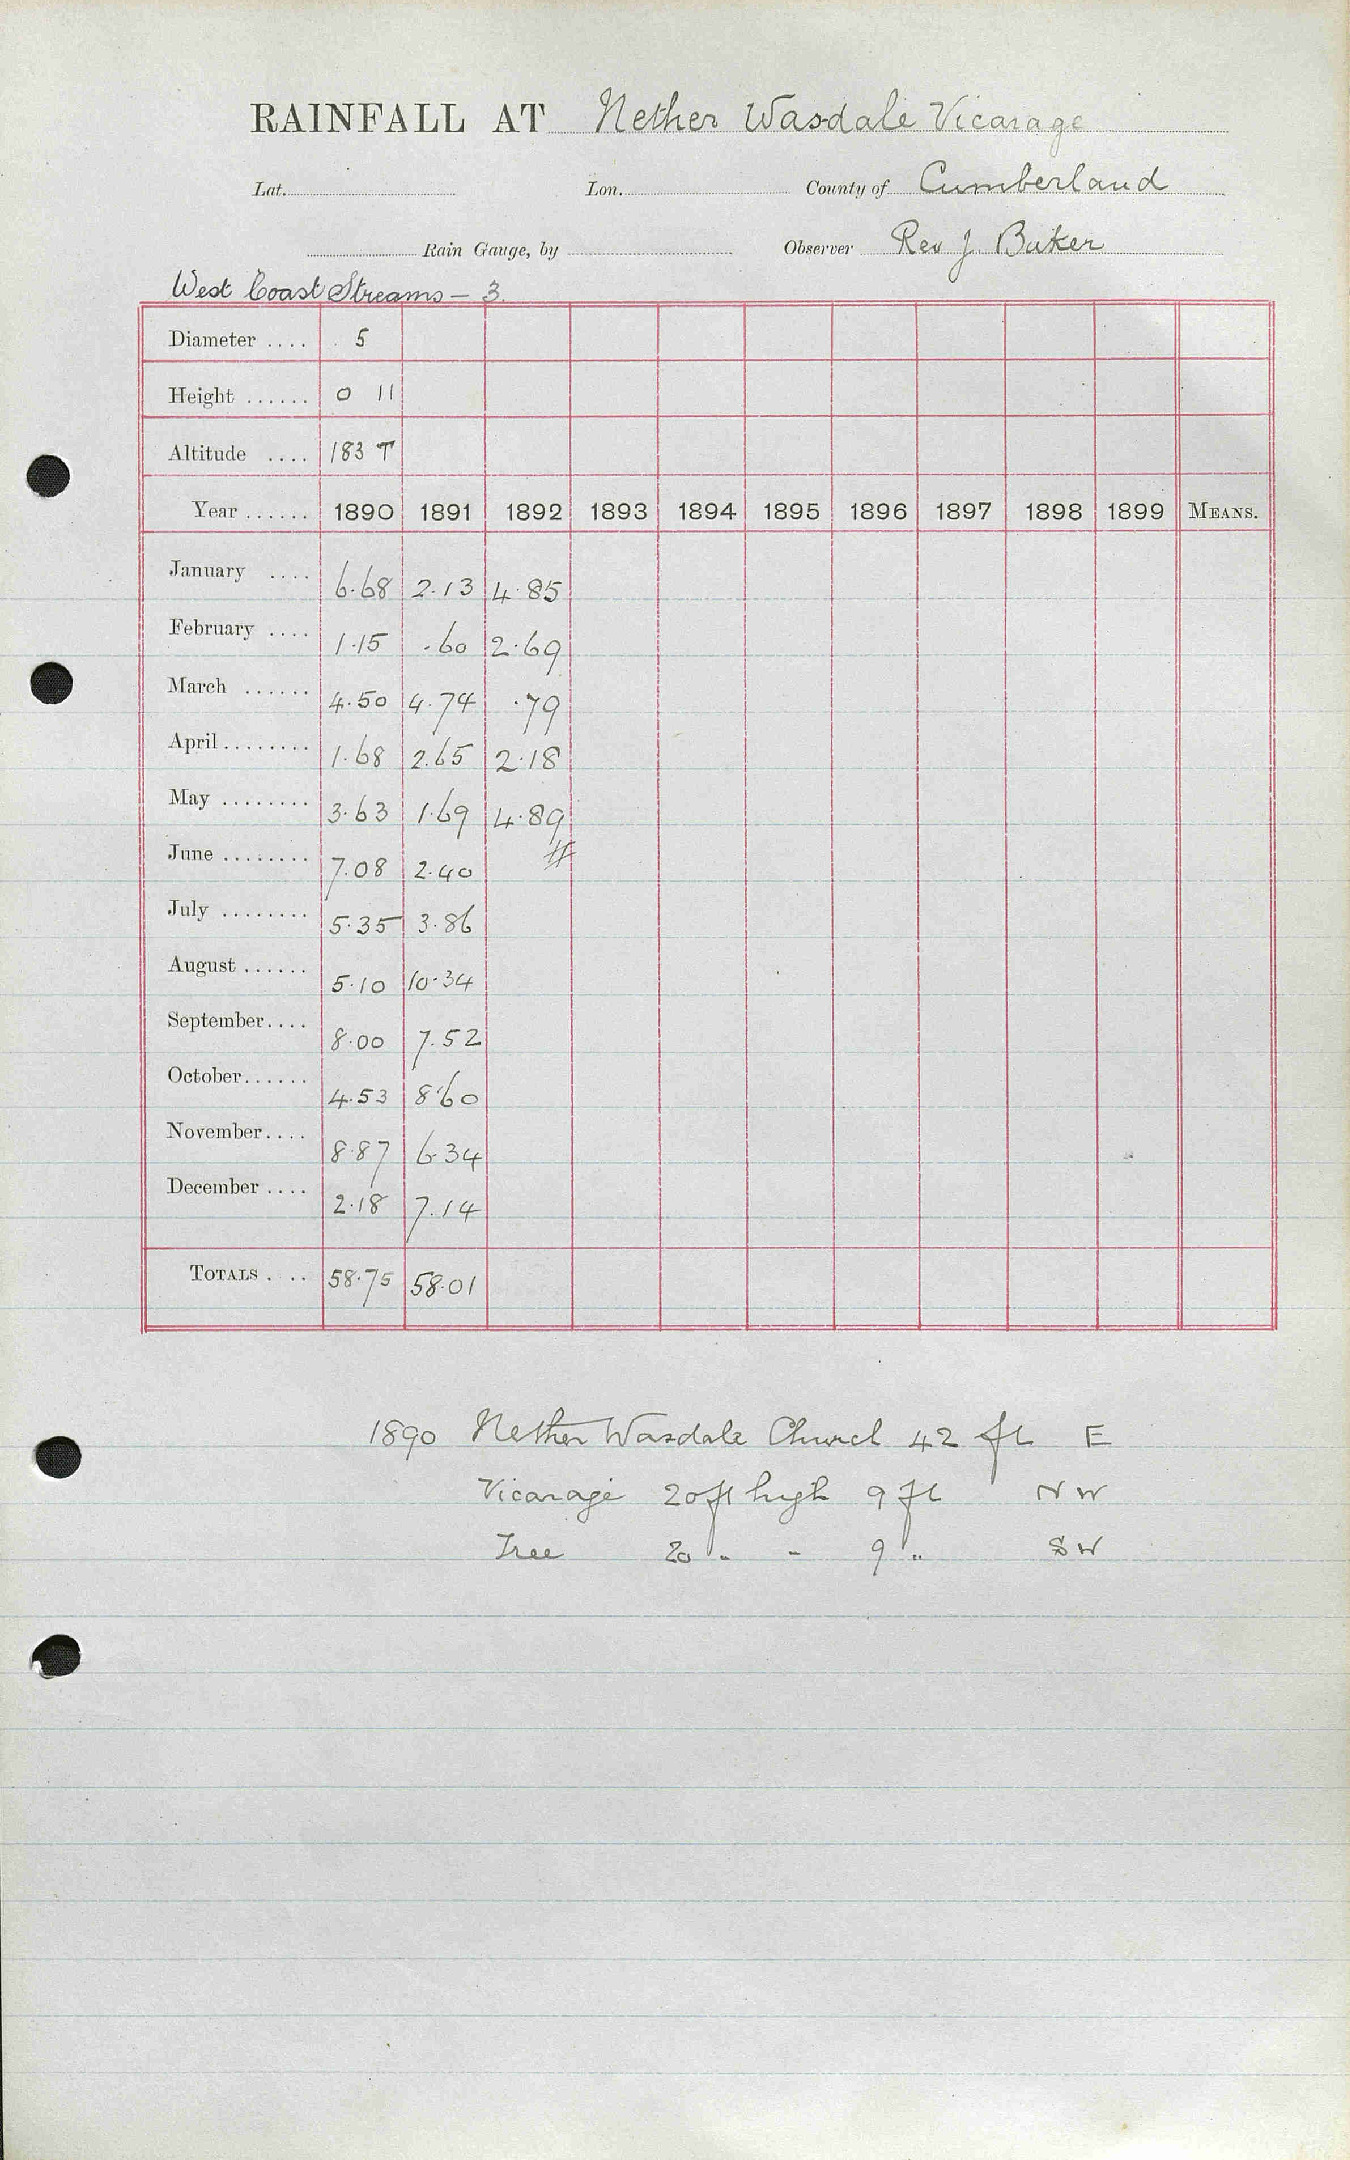 RAINFALL AT Nether Wasdale Vicarage
Lat. Lon. County of Cumberland
Rain Gauge, by Observer Rev J. Baker
West Coast Streams - 3
Diameter .... 5
Height ...... 0 11
Altitude .... 183 T
Year ...... 1890 1891 1892 1893 1894 1895 1896 1897 1898 1899 MEANS.
January .... 6.68 2.13 4.85
February .... 1.15 .60 2.69
March ...... 4.50 4.74 .79
April ........ 1.68 2.65 2.18
May ........ 3.63 1.69 4.89
June ........ 7.08 2.40 #
July ........ 5.35 3.86
August ...... 5.10 10.34
September .... 8.00 7.52
October ...... 4.53 8.60
November .... 8.87 6.34
December .... 2.18 7.14
TOTALS . .. 58.75 58.01
1890 Nether Wasdale Church 42 ft E
Vicarage 20 ft high 9 ft NW
Tree 20 " " 9 " SW